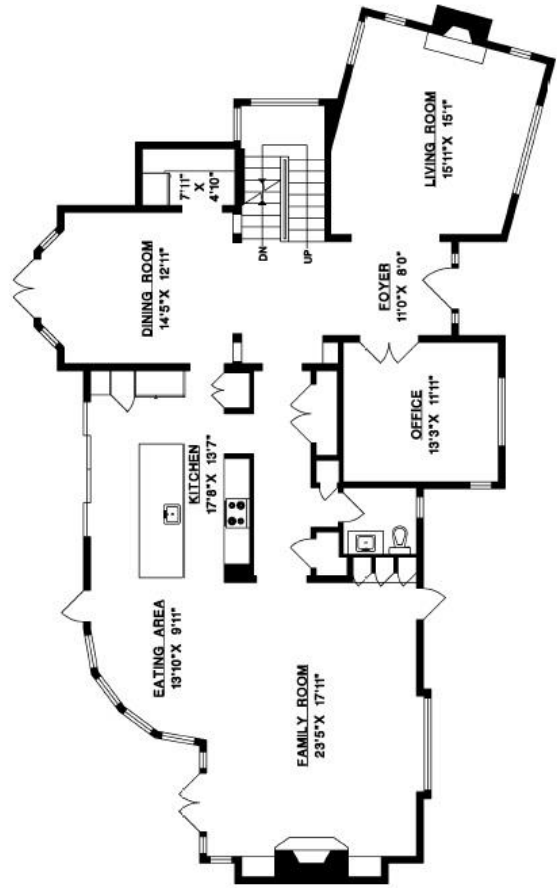 LIVING ROOM
15'11"X 15'1"
7'11"
X
4'10"
DN
UP
DINING ROOM
14'5"X 12'11"
FOYER
11'0"X 8'0"
OFFICE
13'3"X 11'11"
KITCHEN
17'8"X 13'7"
EATING AREA
13'10"X 9'11"
FAMILY ROOM
23'5"X 17'11"